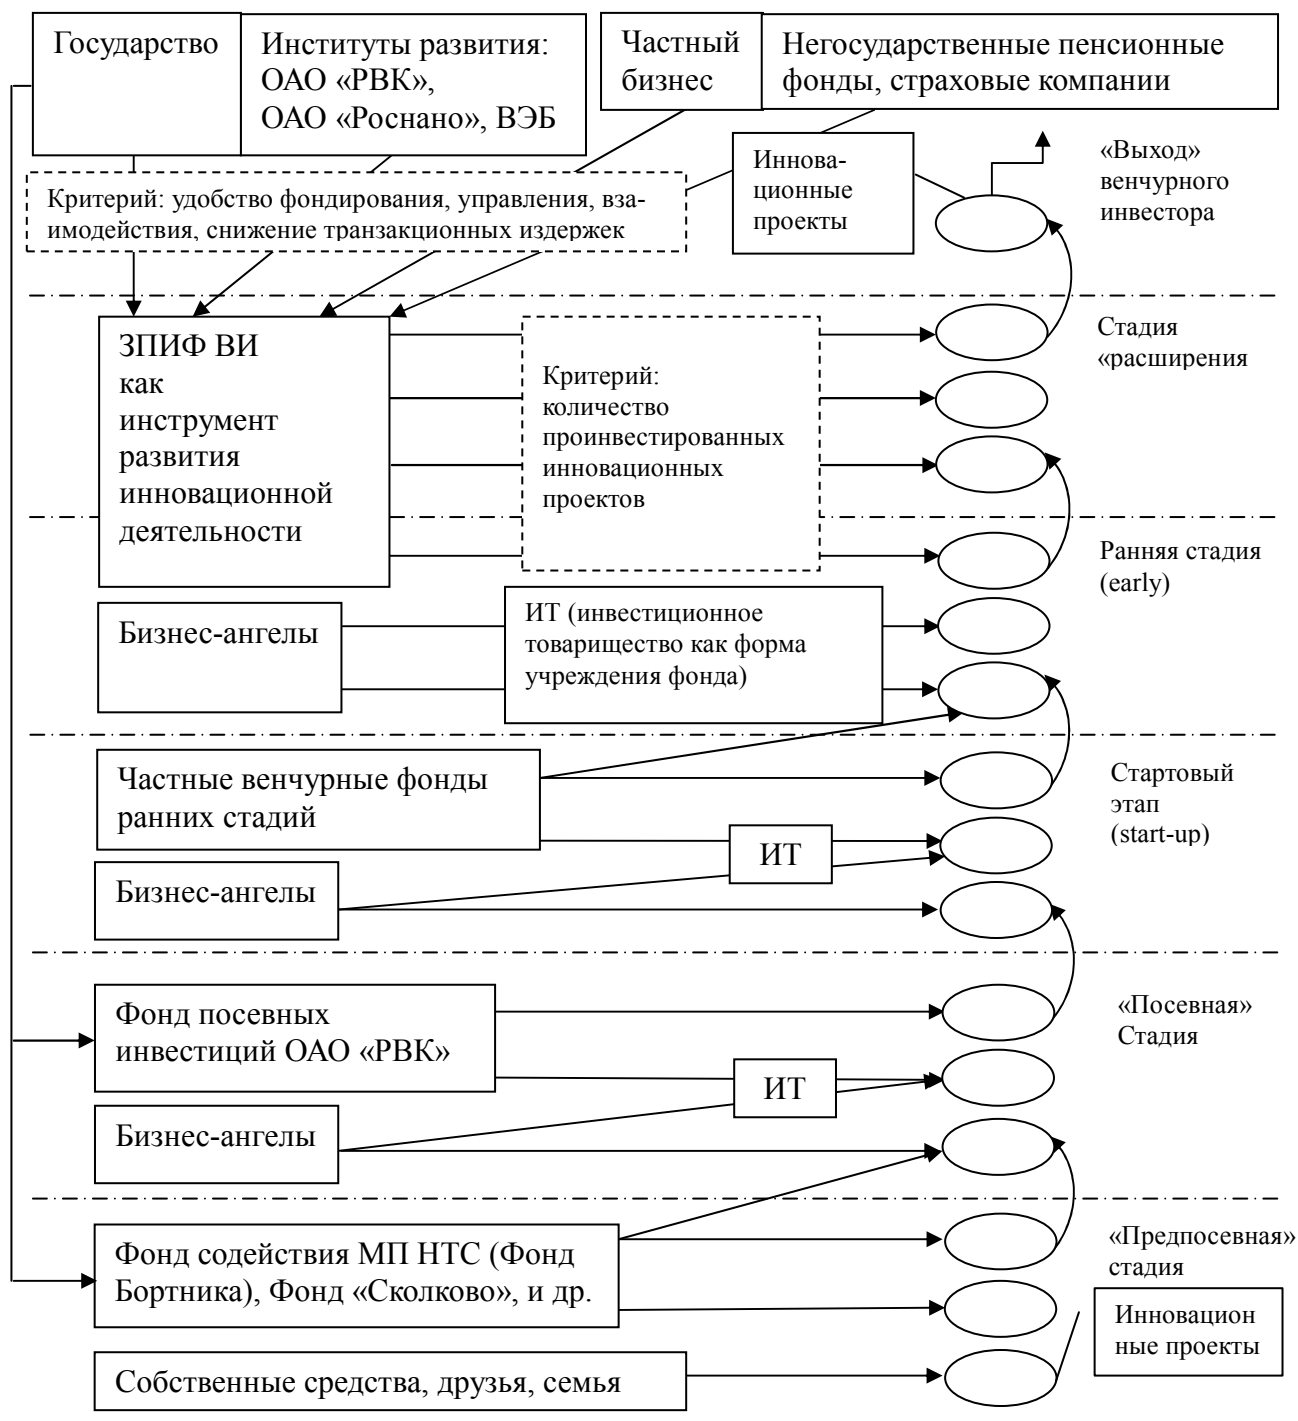 Государство
Институты развития:
ОАО «РВК»,
ОАО «Роснано», ВЭБ
Частный
бизнес
Негосударственные пенсионные
фонды, страховые компании
Иннова-
ционные
проекты
«Выход»
венчурного
инвестора
Критерий: удобство фондирования, управления, вза-
имодействия, снижение транзакционных издержек
ЗПИФ ВИ
как
инструмент
развития
инновационной
деятельности
Критерий:
количество
проинвестированных
инновационных
проектов
Стадия
«расширения
Ранняя стадия
(early)
Бизнес-ангелы
ИТ (инвестиционное
товарищество как форма
учреждения фонда)
Частные венчурные фонды
ранних стадий
ИТ
Бизнес-ангелы
Стартовый
этап
(start-up)
Фонд посевных
инвестиций ОАО «РВК»
ИТ
Бизнес-ангелы
«Посевная»
Стадия
Фонд содействия МП НТС (Фонд
Бортника), Фонд «Сколково», и др.
«Предпосевная»
стадия
Инновацион
ные проекты
Собственные средства, друзья, семья